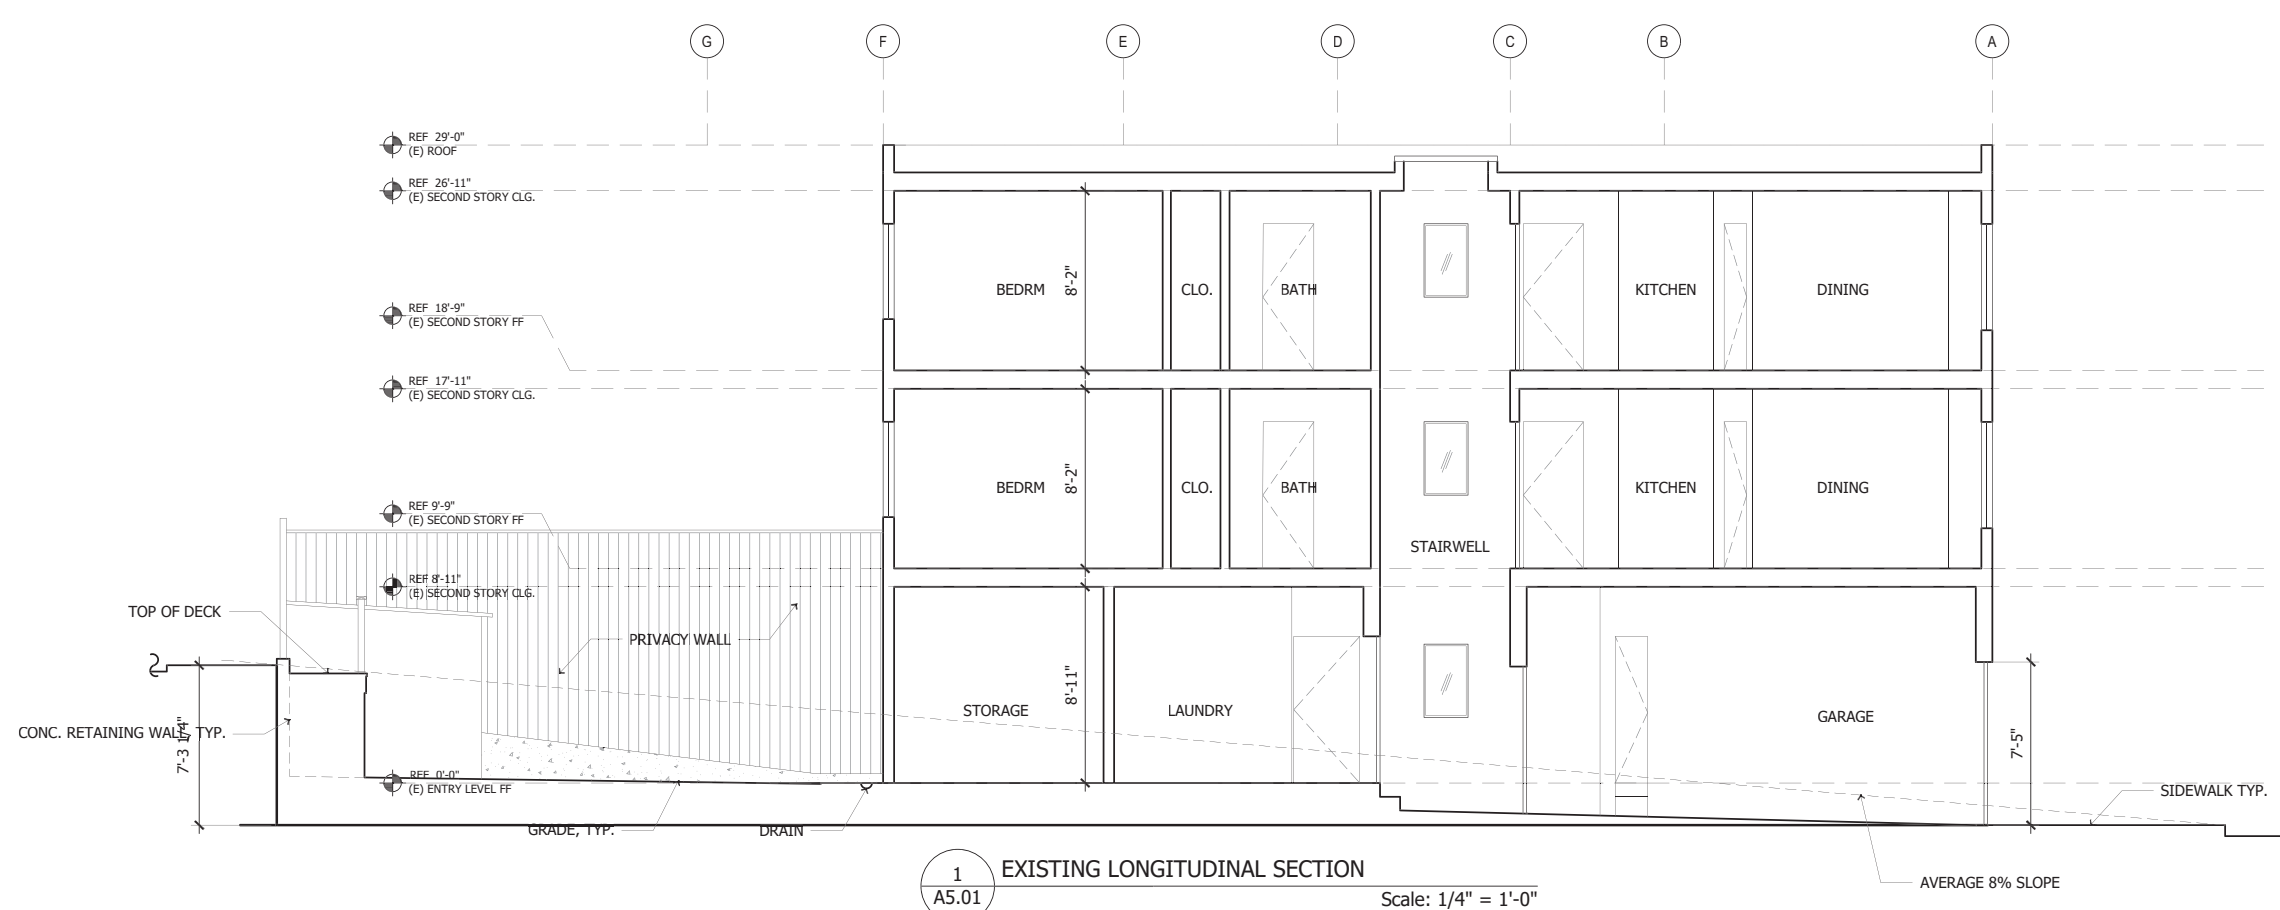 G
F
E
D
C
B
A
REF 29'-0"
(E) ROOF
REF 26'-11"
(E) SECOND STORY CLG.
BEDRM
8'-2"
CLO.
BATH
KITCHEN
DINING
REF 18'-9"
(E) SECOND STORY FF
REF 17'-11"
(E) SECOND STORY CLG.
BEDRM
8'-2"
CLO.
BATH
KITCHEN
DINING
REF 9'-9"
(E) SECOND STORY FF
STAIRWELL
REF 8'-11"
(E) SECOND STORY CLG.
TOP OF DECK
PRIVACY WALL
8'-11"
STORAGE
LAUNDRY
GARAGE
CONC. RETAINING WALL, TYP.
7'-3 1/4"
7'-5"
REF 0'-0"
(E) ENTRY LEVEL FF
SIDEWALK TYP.
GRADE, TYP.
DRAIN
1
A5.01
EXISTING LONGITUDINAL SECTION
Scale: 1/4" = 1'-0"
AVERAGE 8% SLOPE